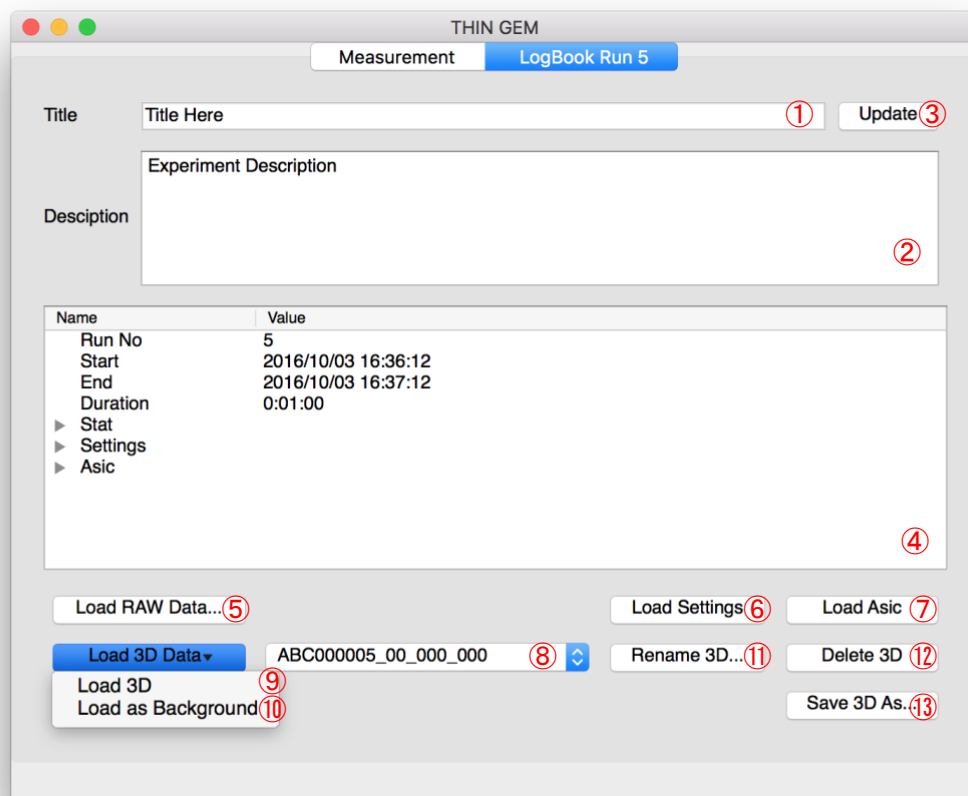 THIN GEM
Measurement LogBook Run 5
Title Title Here ① Update ③
Experiment Description
Desciption
②
Name Value
Run No 5
Start 2016/10/03 16:36:12
End 2016/10/03 16:37:12
Duration 0:01:00
Stat
Settings
Asic
④
Load RAW Data... ⑤ Load Settings ⑥ Load Asic ⑦
Load 3D Data ABC000005_00_000_000 ⑧ Rename 3D... ⑪ Delete 3D ⑫
Load 3D ⑨
Load as Background ⑩ Save 3D As... ⑬